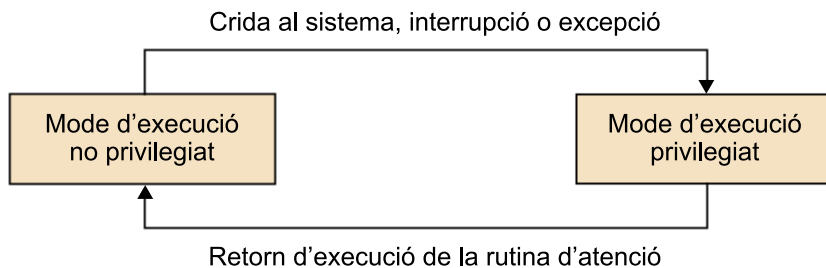 Crida al sistema, interrupció o excepció
Mode d'execució
no privilegiat
Mode d'execució
privilegiat
Retorn d'execució de la rutina d'atenció